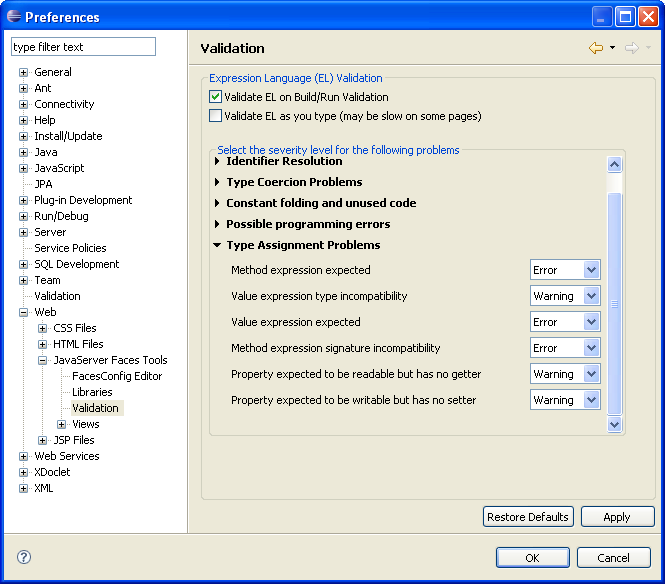 Preferences
type filter text
General
Ant
Connectivity
Help
Install/Update
Java
JavaScript
JPA
Plug-in Development
Run/Debug
Server
Service Policies
SQL Development
Team
Validation
Web
CSS Files
HTML Files
JavaServer Faces Tools
FacesConfig Editor
Libraries
Validation
Views
JSP Files
Web Services
XDoclet
XML
Validation
Expression Language (EL) Validation
Validate EL on Build/Run Validation
Validate EL as you type (may be slow on some pages)
Select the severity level for the following problems
Identifier Resolution
Type Coercion Problems
Constant folding and unused code
Possible programming errors
Type Assignment Problems
Method expression expected Error
Value expression type incompatibility Warning
Value expression expected Error
Method expression signature incompatibility Error
Property expected to be readable but has no getter Warning
Property expected to be writable but has no setter Warning
Restore Defaults Apply
? OK Cancel